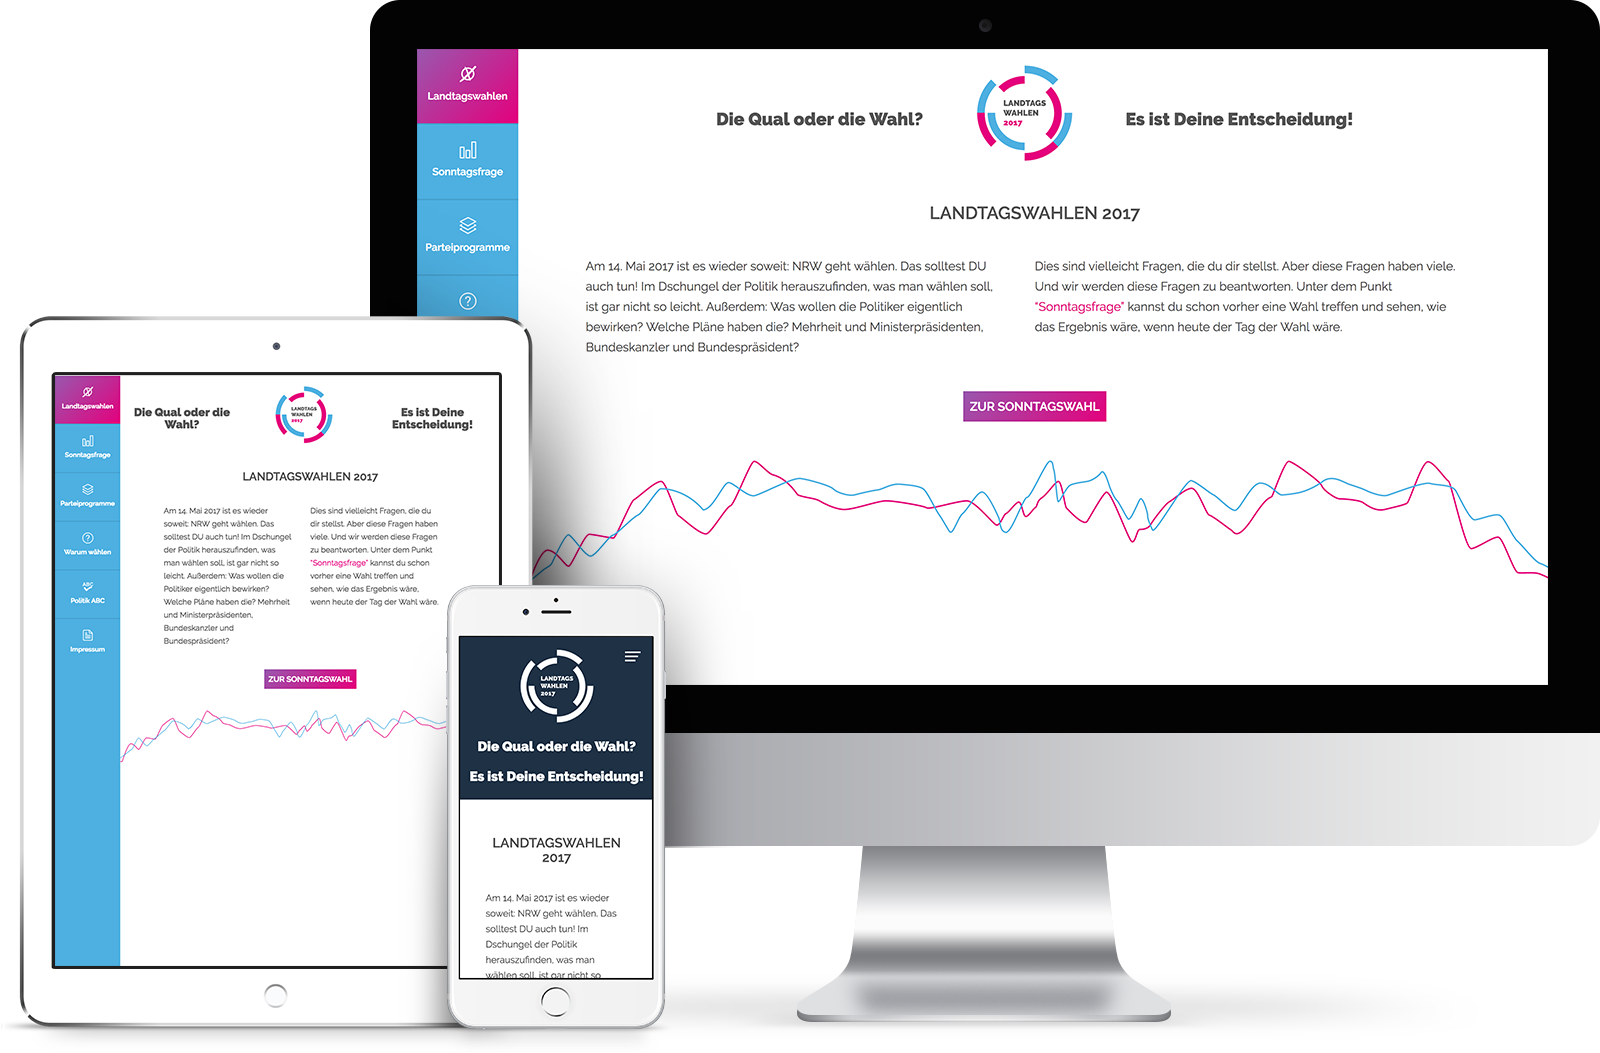 Landtagswahlen
Sonntagsfrage
Parteiprogramme
Die Qual oder die Wahl?
LANDTAGS
WAHLEN
2017
Es ist Deine Entscheidung!
LANDTAGSWAHLEN 2017
Am 14. Mai 2017 ist es wieder soweit: NRW geht wählen. Das solltest DU
auch tun! Im Dschungel der Politik herauszufinden, was man wählen soll,
ist gar nicht so leicht. Außerdem: Was wollen die Politiker eigentlich
bewirken? Welche Pläne haben die? Mehrheit und Ministerpräsidenten,
Bundeskanzler und Bundespräsident?
Dies sind vielleicht Fragen, die du dir stellst. Aber diese Fragen haben viele.
Und wir werden diese Fragen zu beantworten. Unter dem Punkt
“Sonntagsfrage” kannst du schon vorher eine Wahl treffen und sehen, wie
das Ergebnis wäre, wenn heute der Tag der Wahl wäre.
ZUR SONNTAGSWAHL
Landtagswahlen
Sonntagsfrage
Parteiprogramme
Warum wählen
ABC
Politik ABC
Impressum
Die Qual oder die
Wahl?
LANDTAGS
WAHLEN
2017
Es ist Deine
Entscheidung!
LANDTAGSWAHLEN 2017
Am 14. Mai 2017 ist es wieder
soweit: NRW geht wählen. Das
solltest DU auch tun! Im Dschungel
der Politik herauszufinden, was
man wählen soll, ist gar nicht so
leicht. Außerdem: Was wollen die
Politiker eigentlich bewirken?
Welche Pläne haben die? Mehrheit
und Ministerpräsidenten,
Bundeskanzler und
Bundespräsident?
Dies sind vielleicht Fragen, die du
dir stellst. Aber diese Fragen haben
viele. Und wir werden diese Fragen
zu beantworten. Unter dem Punkt
“Sonntagsfrage” kannst du schon
vorher eine Wahl treffen und
sehen, wie das Ergebnis wäre,
wenn heute der Tag der Wahl wäre.
ZUR SONNTAGSWAHL
LANDTAGS
WAHLEN
2017
Die Qual oder die Wahl?
Es ist Deine Entscheidung!
LANDTAGSWAHLEN
2017
Am 14. Mai 2017 ist es wieder
soweit: NRW geht wählen. Das
solltest DU auch tun! Im
Dschungel der Politik
herauszufinden, was man
wählen soll, ist gar nicht so